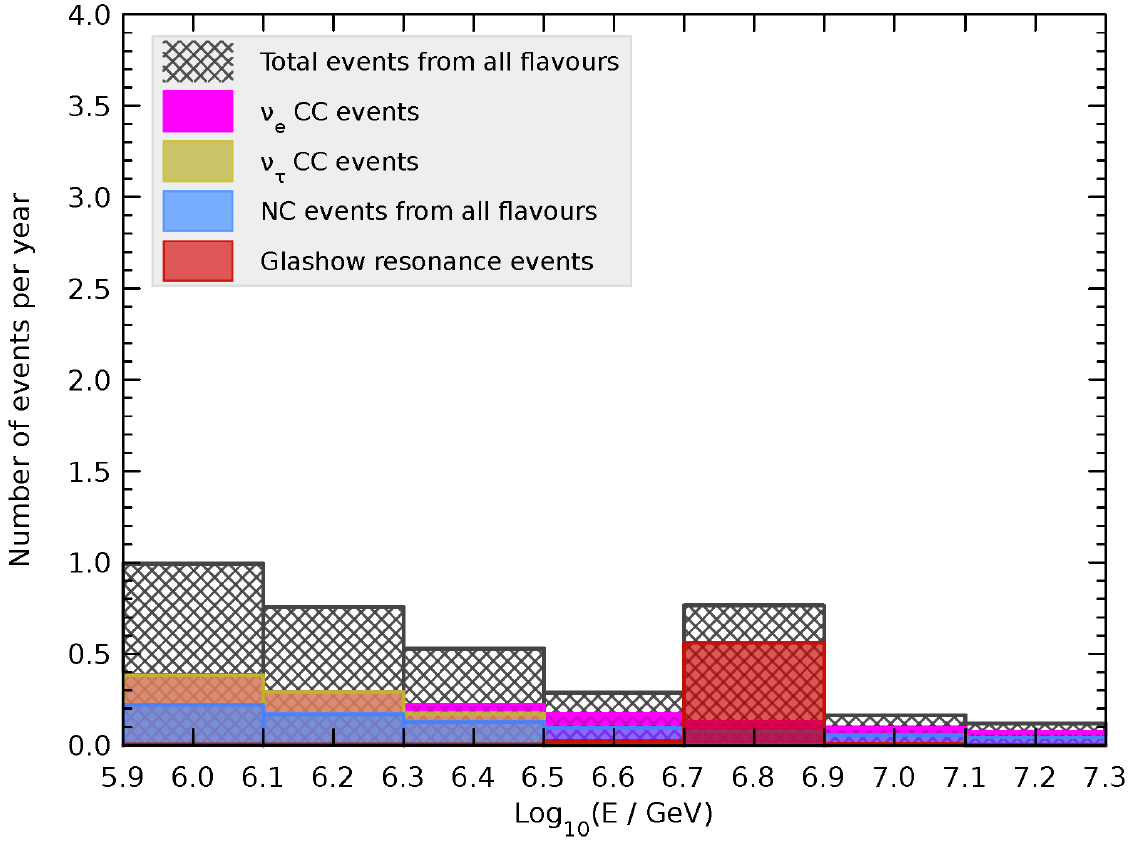 4.0
3.5
3.0
2.5
2.0
1.5
1.0
0.5
0.0
Number of events per year
Total events from all flavours
νe CC events
ντ CC events
NC events from all flavours
Glashow resonance events
5.9 6.0 6.1 6.2 6.3 6.4 6.5 6.6 6.7 6.8 6.9 7.0 7.1 7.2 7.3
Log10(E / GeV)